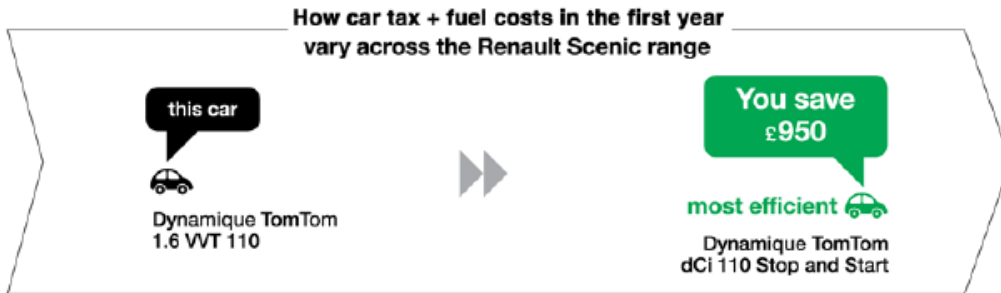 How car tax + fuel costs in the first year
vary across the Renault Scenic range
this car
You save
£950
most efficient
Dynamique TomTom
1.6 VVT 110
Dynamique TomTom
dCi 110 Stop and Start